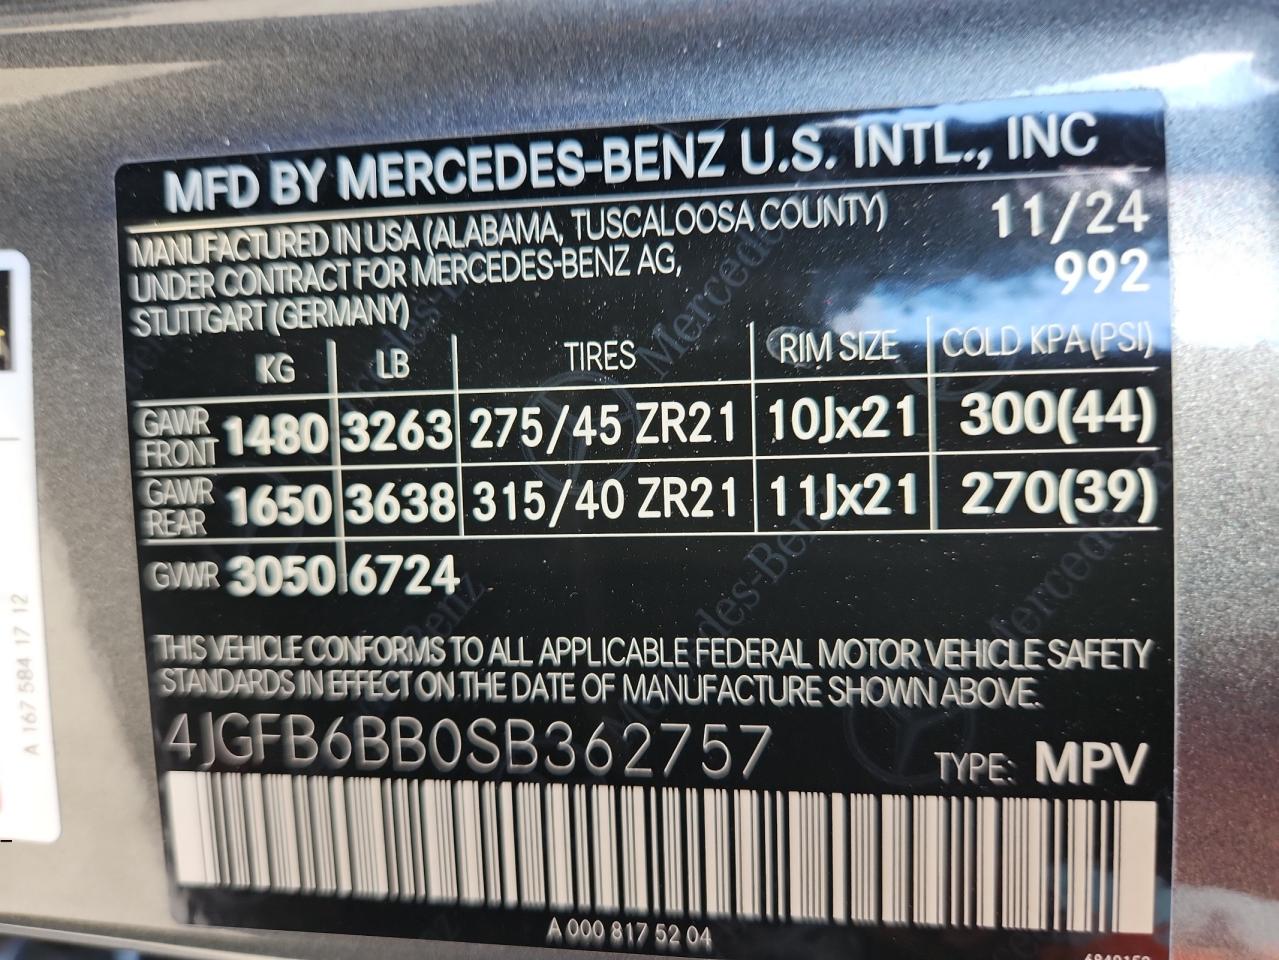 MFD BY MERCEDES-BENZ U.S. INTL., INC
MANUFACTURED IN USA (ALABAMA, TUSCALOOSA COUNTY) 11/24
UNDER CONTRACT FOR MERCEDES-BENZ AG, 992
STUTTGART (GERMANY)
KG LB TIRES RIM SIZE COLD KPA (PSI)
GAWR FRONT 1480 3263 275/45 ZR21 10Jx21 300(44)
GAWR REAR 1650 3638 315/40 ZR21 11Jx21 270(39)
GVWR 3050 6724
THIS VEHICLE CONFORMS TO ALL APPLICABLE FEDERAL MOTOR VEHICLE SAFETY
STANDARDS IN EFFECT ON THE DATE OF MANUFACTURE SHOWN ABOVE.
4JGFB6BB0SB362757 TYPE: MPV
A 000 817 52 04
A 167 584 17 12